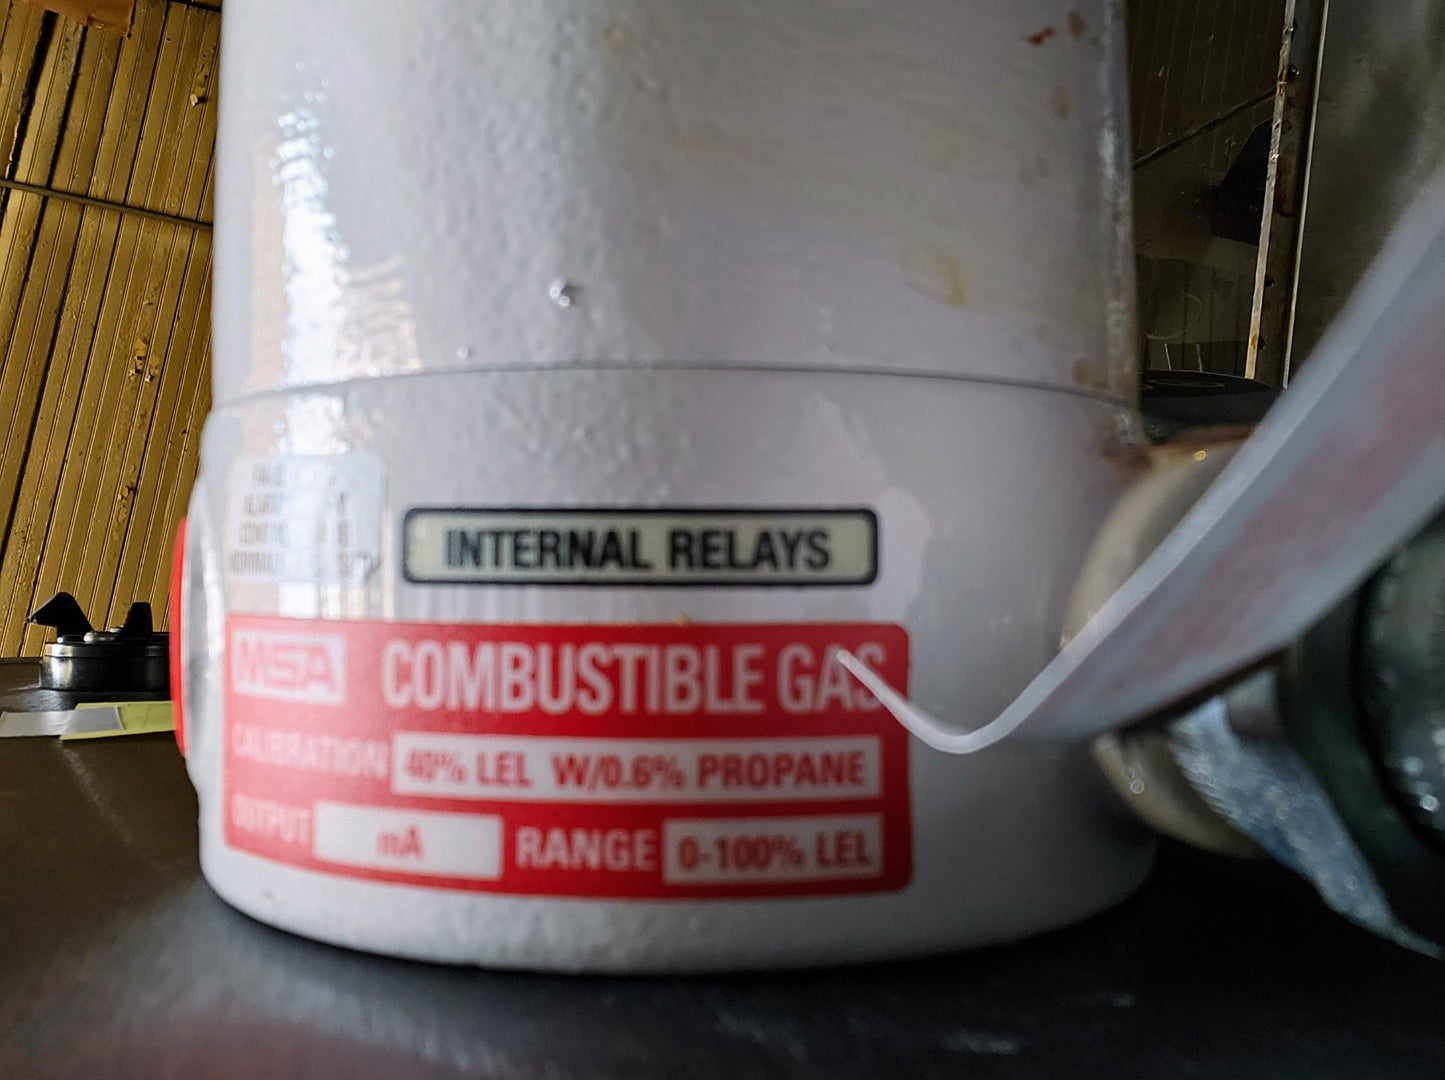 INTERNAL RELAYS
MSA COMBUSTIBLE GAS
CALIBRATION 40% LEL W/0.6% PROPANE
OUTPUT mA RANGE 0-100% LEL